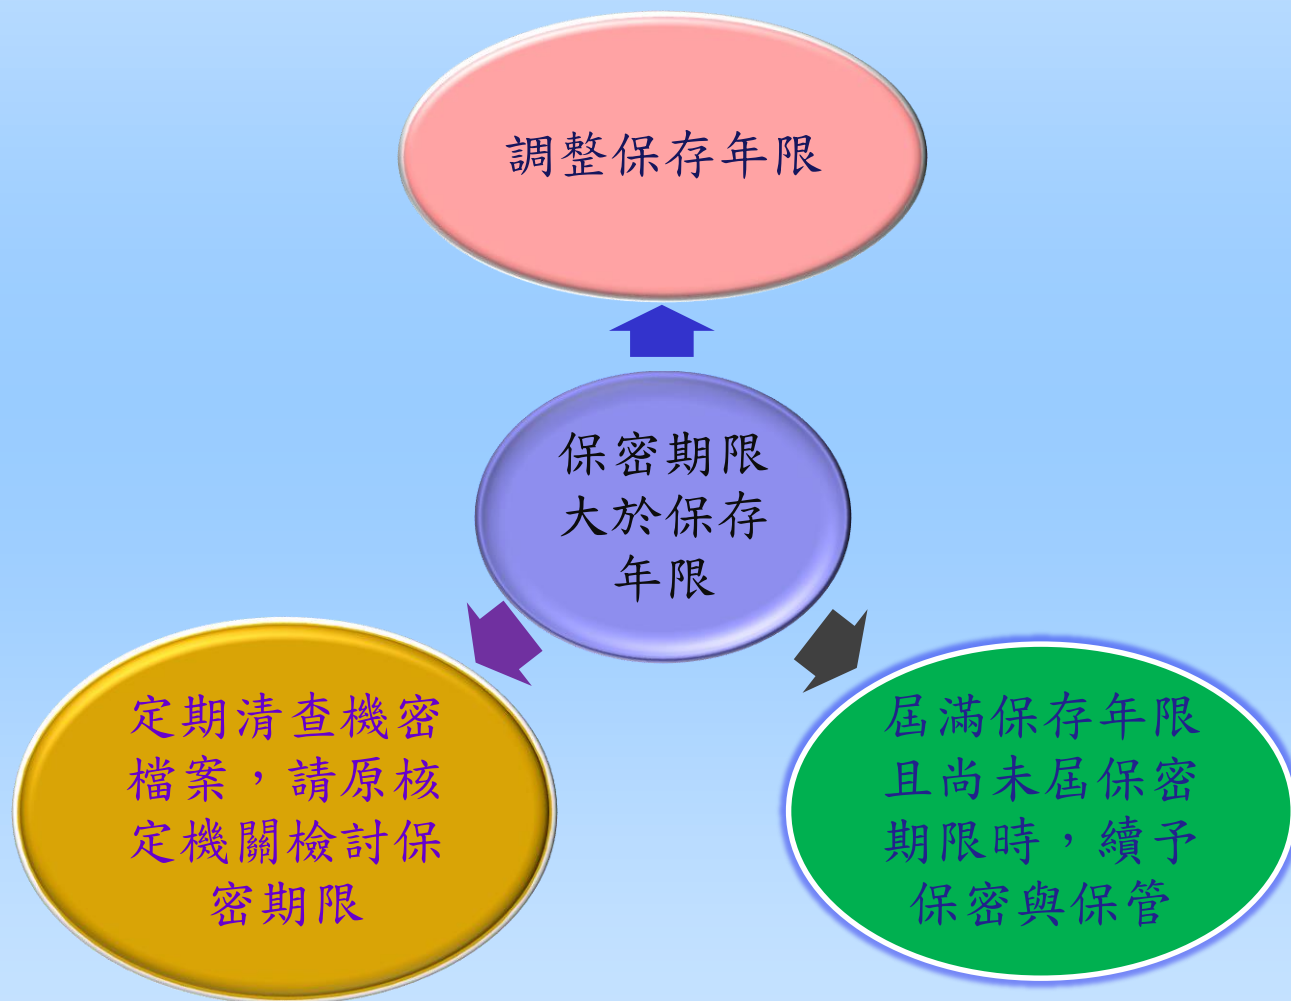 調整保存年限
保密期限
大於保存
年限
定期清查機密
檔案，請原核
定機關檢討保
密期限
屆滿保存年限
且尚未屆保密
期限時，續予
保密與保管